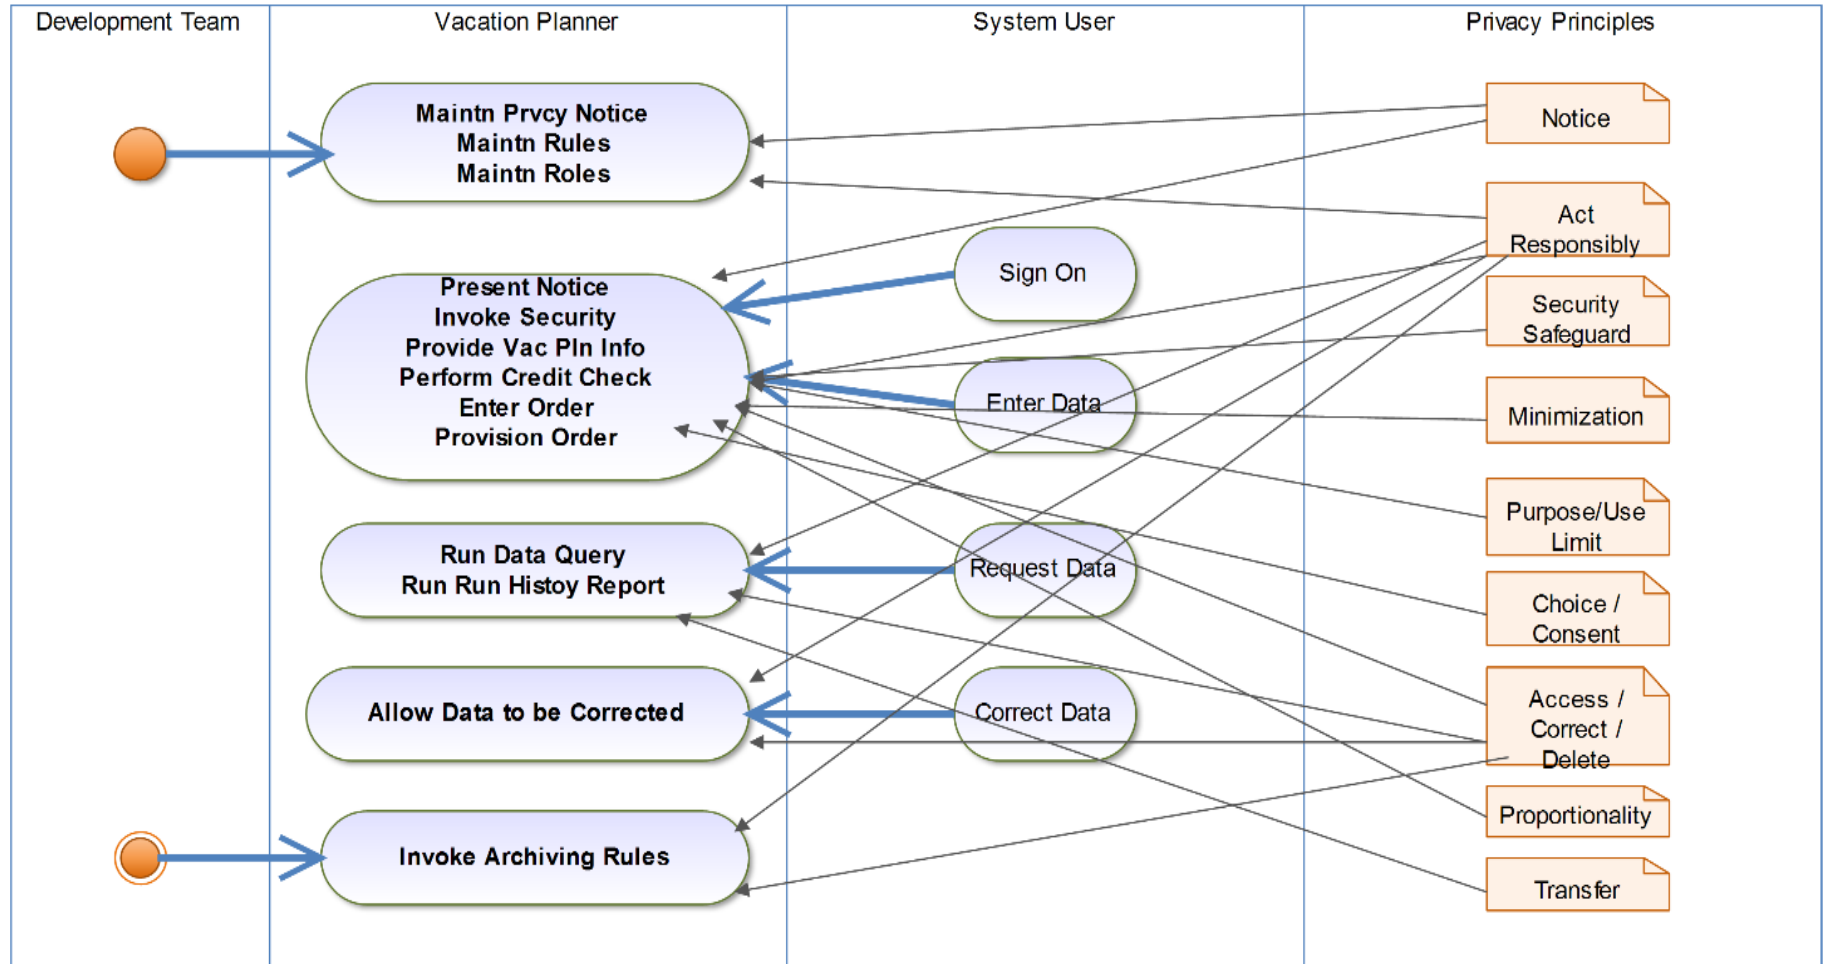 Development Team
Vacation Planner
System User
Privacy Principles
Maintn Prvcy Notice
Maintn Rules
Maintn Roles
Present Notice
Invoke Security
Provide Vac Pln Info
Perform Credit Check
Enter Order
Provision Order
Run Data Query
Run Run Histoy Report
Allow Data to be Corrected
Invoke Archiving Rules
Sign On
Enter Data
Request Data
Correct Data
Notice
Act
Responsibly
Security
Safeguard
Minimization
Purpose/Use
Limit
Choice /
Consent
Access /
Correct /
Delete
Proportionality
Transfer